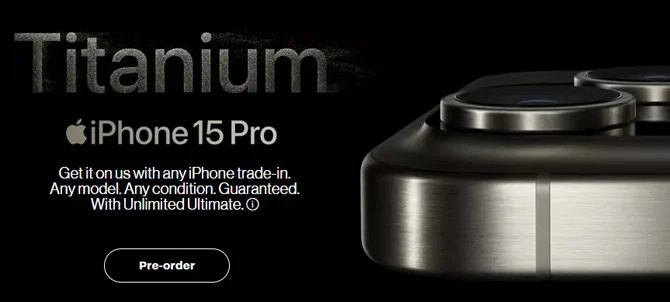 Titanium
iPhone 15 Pro
Get it on us with any iPhone trade-in.
Any model. Any condition. Guaranteed.
With Unlimited Ultimate. ⓘ
Pre-order